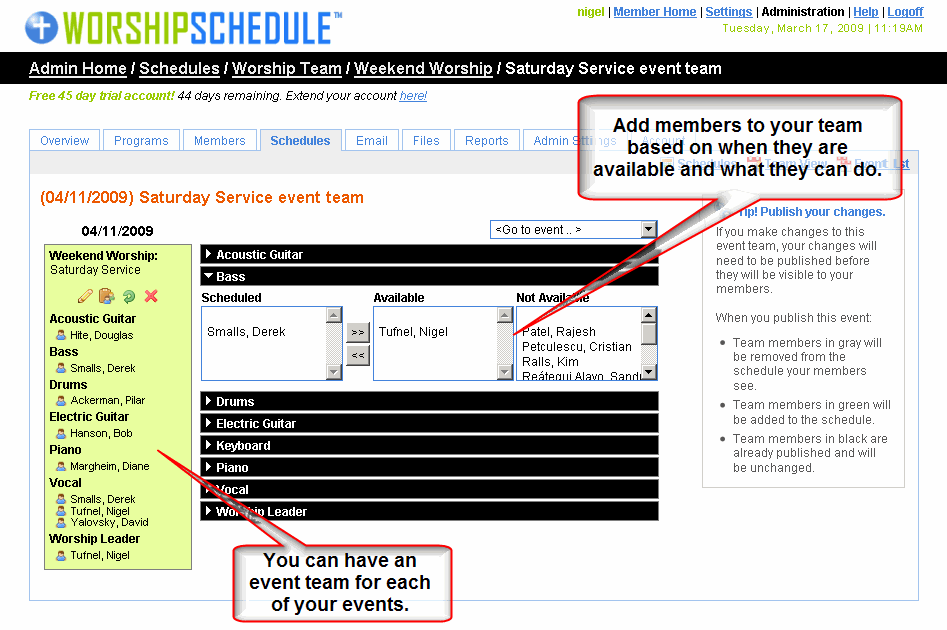 WORSHIPSCHEDULE™
nigel | Member Home | Settings | Administration | Help | Logoff
Tuesday, March 17, 2009 | 11:19AM
Admin Home / Schedules / Worship Team / Weekend Worship / Saturday Service event team
Free 45 day trial account! 44 days remaining. Extend your account here!
Overview
Programs
Members
Schedules
Email
Files
Reports
Admin Settings
Account
Schedules
Team View
Event List
Add members to your team
based on when they are
available and what they can do.
(04/11/2009) Saturday Service event team
04/11/2009
<Go to event .. >
Weekend Worship:
Saturday Service
Acoustic Guitar
Hite, Douglas
Bass
Smalls, Derek
Drums
Ackerman, Pilar
Electric Guitar
Hanson, Bob
Piano
Margheim, Diane
Vocal
Smalls, Derek
Tufnel, Nigel
Yalovsky, David
Worship Leader
Tufnel, Nigel
Acoustic Guitar
Bass
Scheduled
Available
Not Available
Smalls, Derek
>>
<<
Tufnel, Nigel
Patel, Rajesh
Petculescu, Cristian
Ralls, Kim
Reátegui Alayo, Sand
Drums
Electric Guitar
Keyboard
Piano
Vocal
Worship Leader
You can have an
event team for each
of your events.
Tip! Publish your changes.
If you make changes to this
event team, your changes will
need to be published before
they will be visible to your
members.
When you publish this event:
• Team members in gray will
be removed from the
schedule your members
see.
• Team members in green will
be added to the schedule.
• Team members in black are
already published and will
be unchanged.